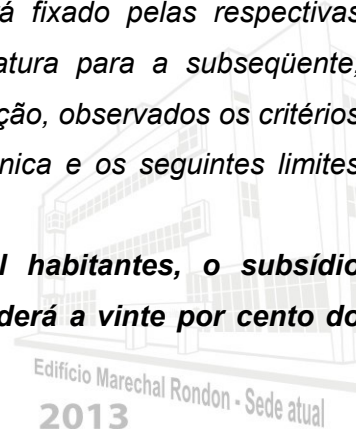 á fixado pelas respectivas
atura para a subseqüente,
ção, observados os critérios
nica e os seguintes limites
l habitantes, o subsídio
derá a vinte por cento do
Edifício Marechal Rondon - Sede atual
2013